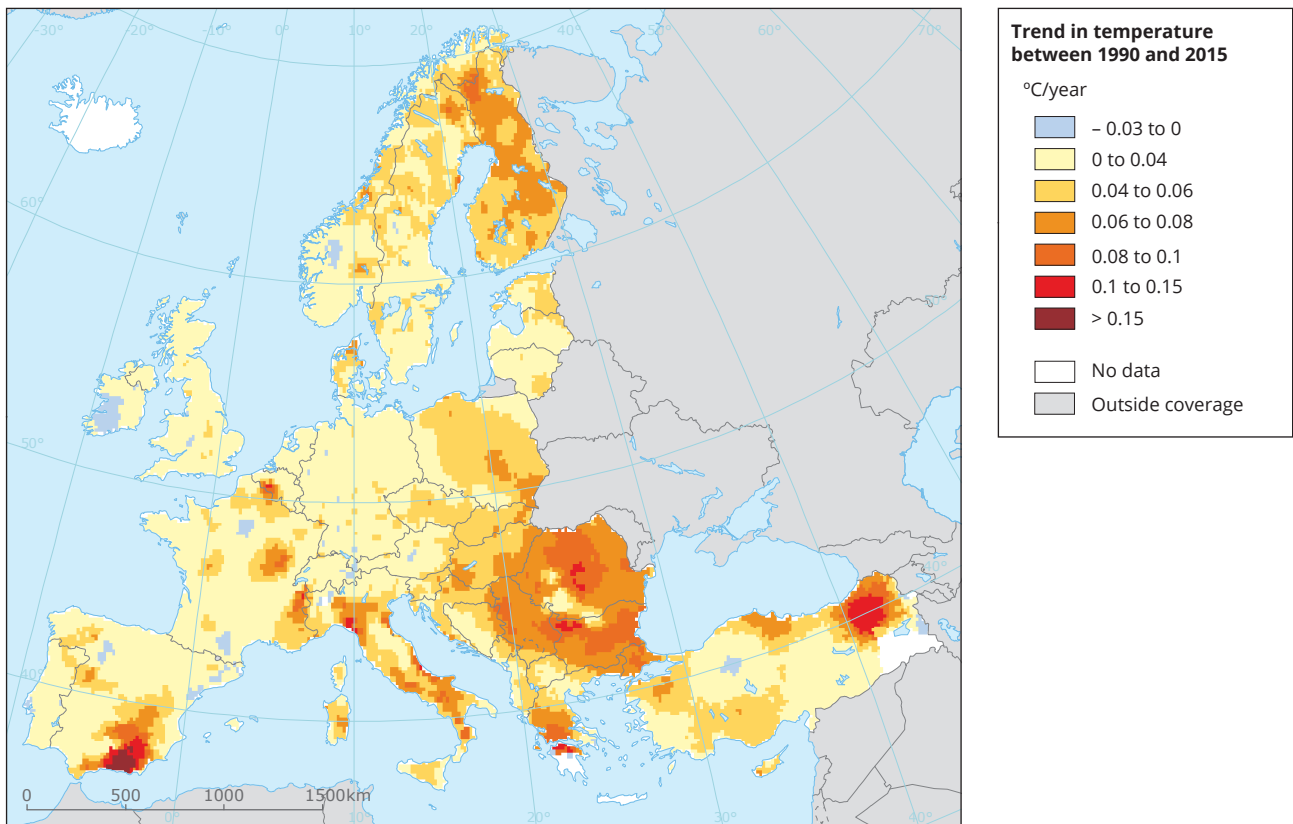 -30° -20° -10° 0° 10° 20° 30° 40° 50° 60° 70°
60°
50°
40°
40°
0 500 1000 1500km
0° 10° 20° 30° 40°
Trend in temperature
between 1990 and 2015
ºC/year
– 0.03 to 0
0 to 0.04
0.04 to 0.06
0.06 to 0.08
0.08 to 0.1
0.1 to 0.15
> 0.15
No data
Outside coverage